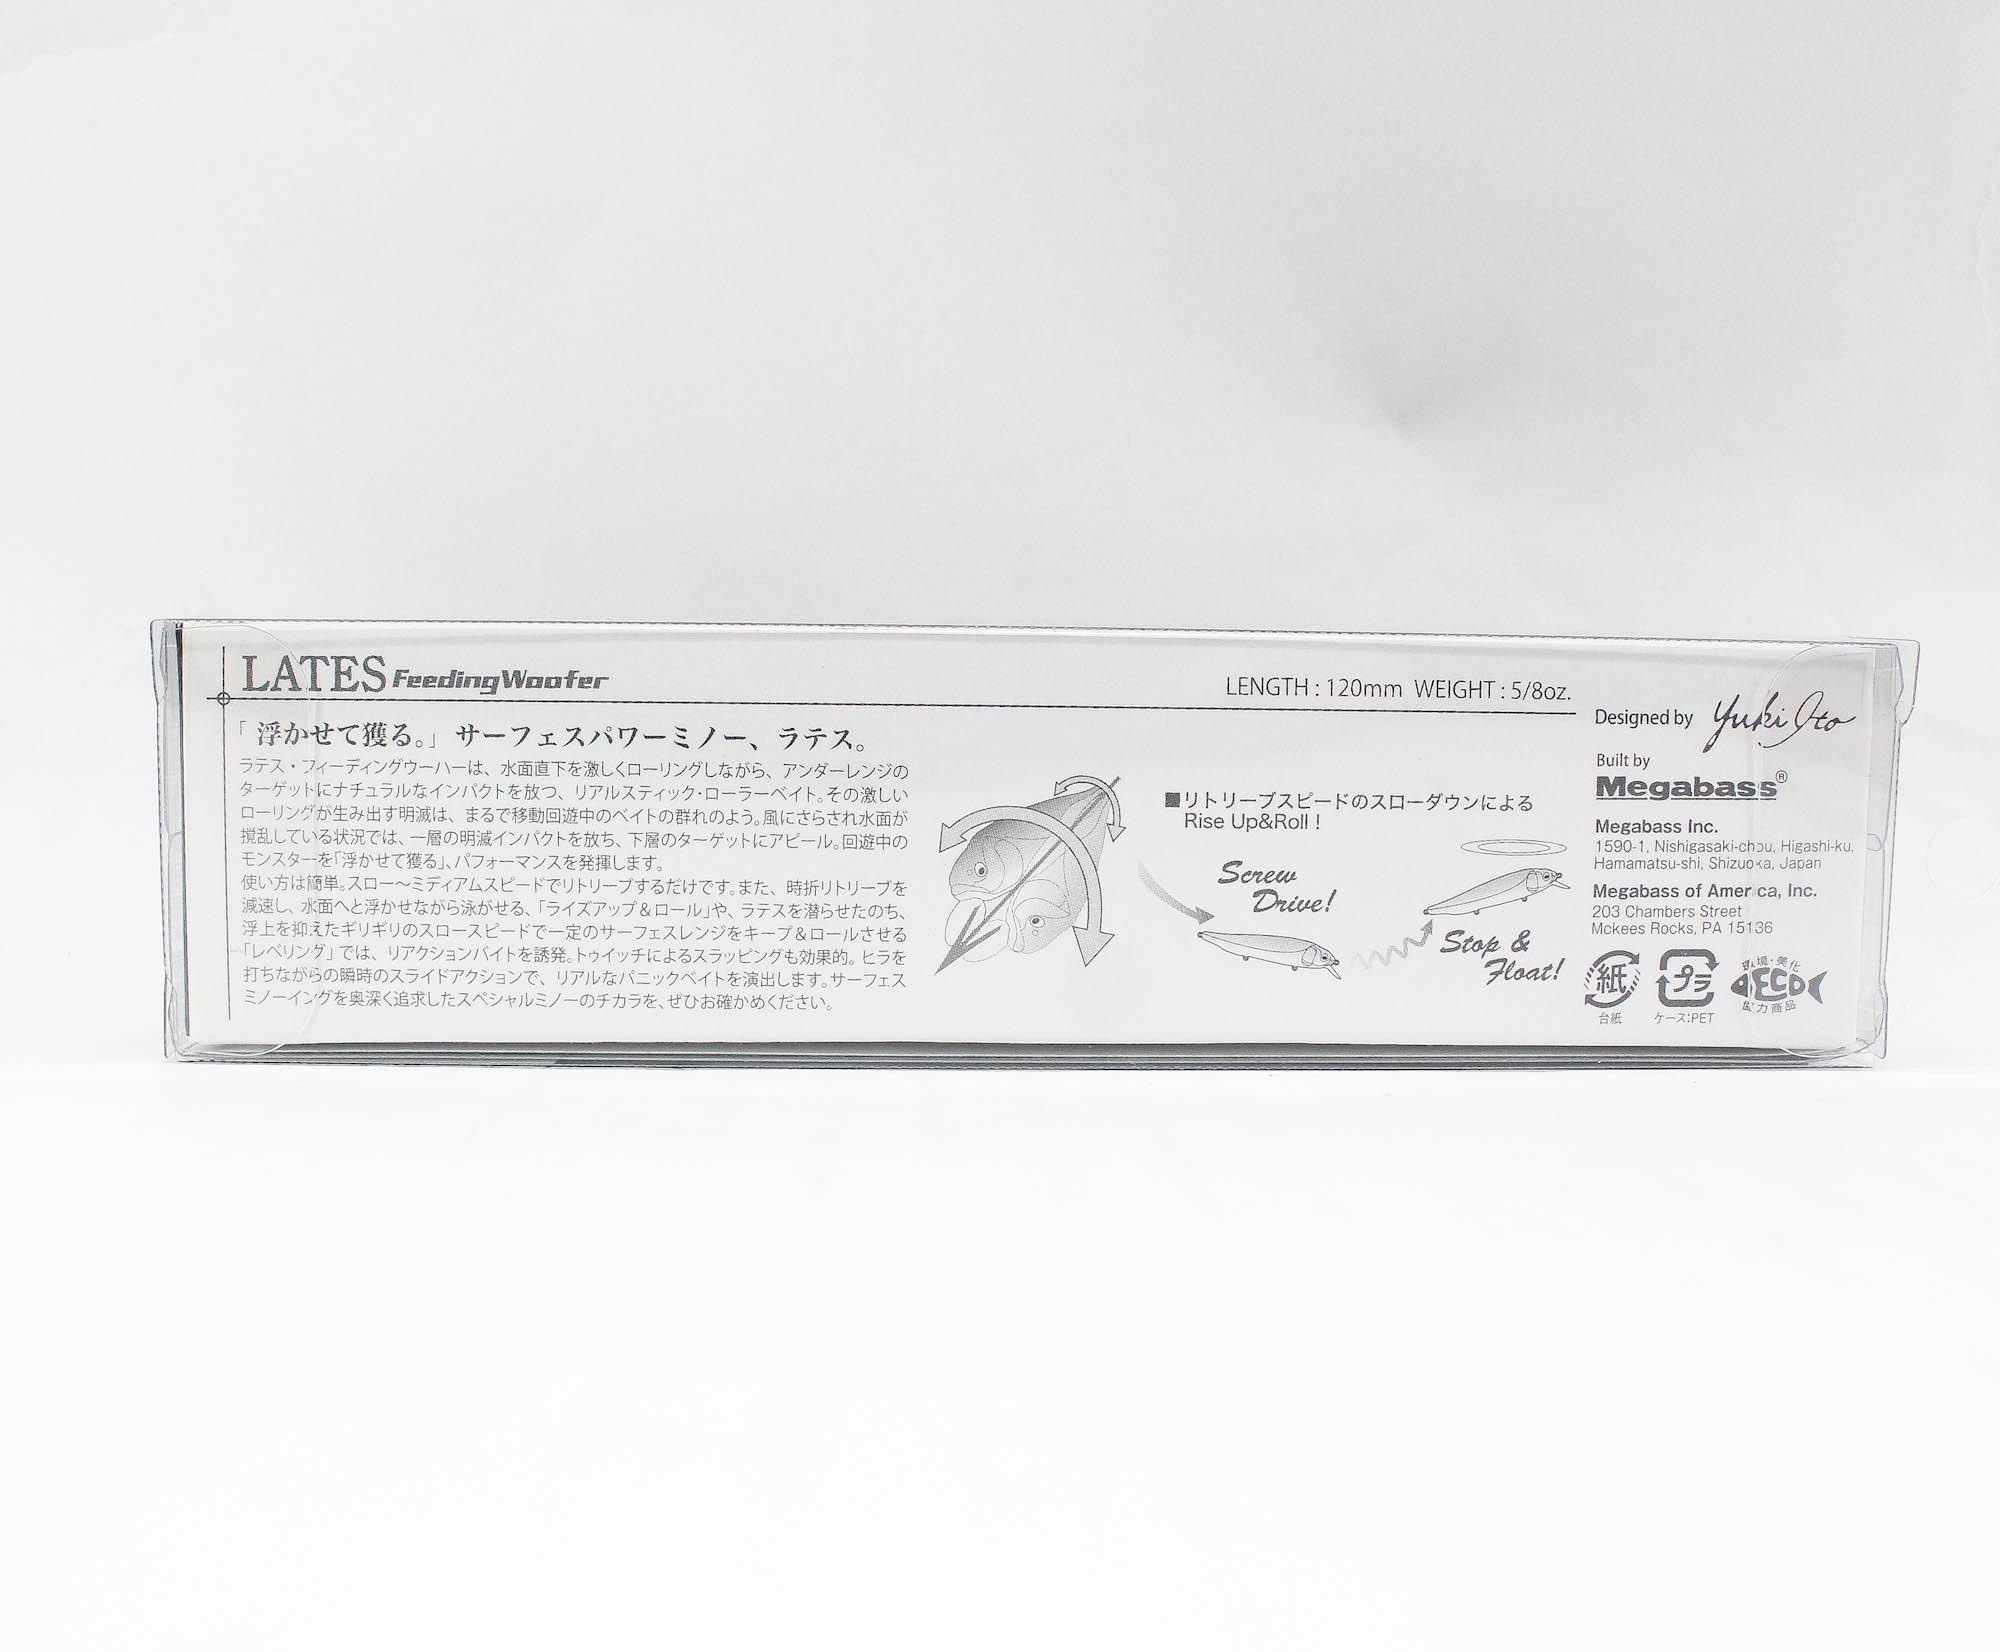 LATES FeedingWoofer
LENGTH : 120mm WEIGHT : 5/8oz.
「浮かせて獲る。」サーフェスパワーミノー、ラテス。
ラテス・フィーディングウーハーは、水面直下を激しくローリングしながら、アンダーレンジの
ターゲットにナチュラルなインパクトを放つ、リアルスティック・ローラーベイト。その激しい
ローリングが生み出す明滅は、まるで移動回遊中のベイトの群れのよう。風にさらされ水面が
撹乱している状況では、一層の明滅インパクトを放ち、下層のターゲットにアピール。回遊中の
モンスターを「浮かせて獲る」、パフォーマンスを発揮します。
使い方は簡単。スロー〜ミディアムスピードでリトリーブするだけです。また、時折リトリーブを
減速し、水面へと浮かせながら泳がせる、「ライズアップ＆ロール」や、ラテスを潜らせたのち、
浮上を抑えたギリギリのスロースピードで一定のサーフェスレンジをキープ＆ロールさせる
「レベリング」では、リアクションバイトを誘発。トゥイッチによるスラッピングも効果的。ヒラを
打ちながらの瞬時のスライドアクションで、リアルなパニックベイトを演出します。サーフェス
ミノーイングを奥深く追求したスペシャルミノーのチカラを、ぜひお確かめください。
■リトリーブスピードのスローダウンによる
Rise Up&Roll !
Screw
Drive!
Stop &
Float!
Designed by Yuki Ito
Built by
Megabass®
Megabass Inc.
1590-1, Nishigasaki-chou, Higashi-ku,
Hamamatsu-shi, Shizuoka, Japan
Megabass of America, Inc.
203 Chambers Street
Mckees Rocks, PA 15136
紙
台紙
プラ
ケース:PET
環境・美化
ECO
協力商品